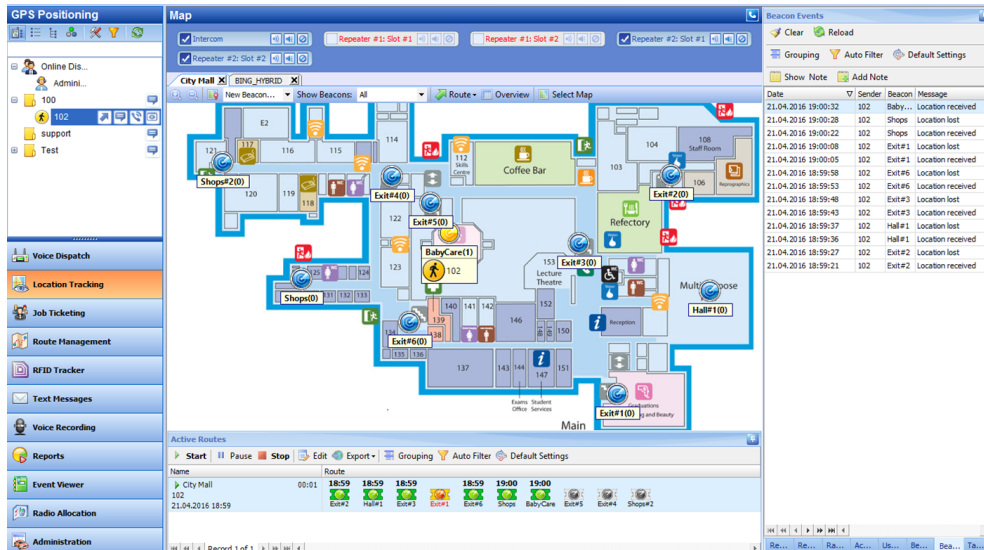 GPS Positioning
Online Dis...
Admini...
100
102
support
Test
Voice Dispatch
Location Tracking
Job Ticketing
Route Management
RFID Tracker
Text Messages
Voice Recording
Reports
Event Viewer
Radio Allocation
Administration
Map
Intercom
Repeater #1: Slot #1
Repeater #1: Slot #2
Repeater #2: Slot #1
Repeater #2: Slot #2
City Mall
BING_HYBRID
New Beacon...
Show Beacons: All
Route
Overview
Select Map
E2
121
117
116
115
114
112
Skills
Centre
Coffee Bar
103
104
108
Staff Room
106
Reprographics
Shops#2(0)
120
119
118
Exit#4(0)
Exit#2(0)
122
Exit#5(0)
Refectory
BabyCare(1)
102
123
153
Lecture
Theatre
Exit#3(0)
125
124
Shops(0)
131
132
133
Hall#1(0)
140
141
142
139
138
146
152
150
Reception
134
Exit#6(0)
135
136
137
143
144
147
151
Exams
Office
Student
Services
Exit#1(0)
Main
Active Routes
Start
Pause
Stop
Edit
Export
Grouping
Auto Filter
Default Settings
Name
Route
City Mall
00:01
102
21.04.2016 18:59
18:59
18:59
18:59
18:59
19:00
19:00
Exit#2
Hall#1
Exit#3
Exit#1
Exit#6
Shops
BabyCare
Exit#5
Exit#4
Shops#2
Record 1 of 1
Beacon Events
Clear
Reload
Grouping
Auto Filter
Default Settings
Show Note
Add Note
Date Sender Beacon Message
21.04.2016 19:00:32 102 Baby... Location received
21.04.2016 19:00:28 102 Shops Location lost
21.04.2016 19:00:22 102 Shops Location received
21.04.2016 19:00:08 102 Exit#1 Location lost
21.04.2016 19:00:05 102 Exit#1 Location received
21.04.2016 18:59:58 102 Exit#6 Location lost
21.04.2016 18:59:53 102 Exit#6 Location received
21.04.2016 18:59:48 102 Exit#3 Location lost
21.04.2016 18:59:43 102 Exit#3 Location received
21.04.2016 18:59:37 102 Hall#1 Location lost
21.04.2016 18:59:36 102 Hall#1 Location received
21.04.2016 18:59:27 102 Exit#2 Location lost
21.04.2016 18:59:21 102 Exit#2 Location received
Re... Re... Ra... Ac... Us... Be... Bea... Ta...